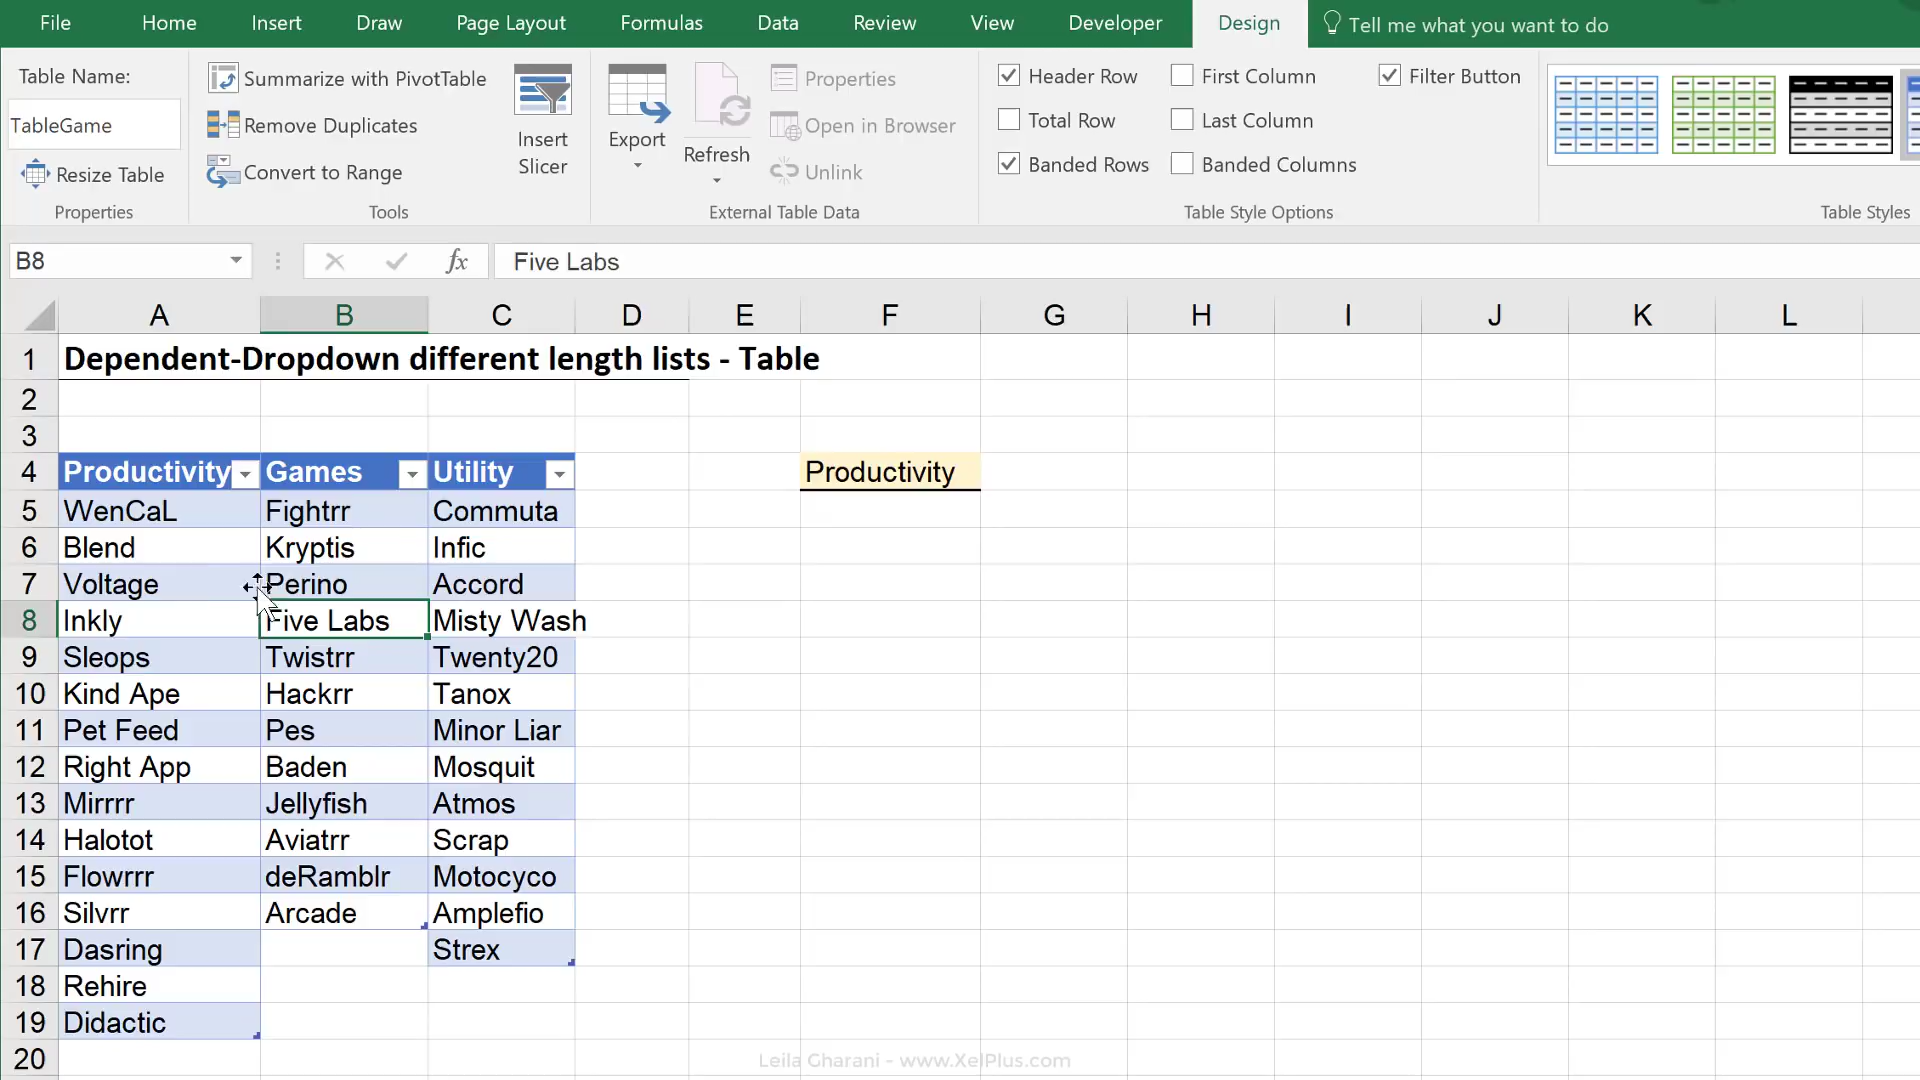 File Home Insert Draw Page Layout Formulas Data Review View Developer Design Tell me what you want to do
Table Name:
TableGame
Resize Table
Properties
Summarize with PivotTable
Remove Duplicates
Convert to Range
Tools
Insert
Slicer
Export
Refresh
Properties
Open in Browser
Unlink
External Table Data
Header Row First Column Filter Button
Total Row Last Column
Banded Rows Banded Columns
Table Style Options
Table Styles
B8 fx Five Labs
A B C D E F G H I J K L
1 Dependent-Dropdown different length lists - Table
2
3
4 Productivity Games Utility Productivity
5 WenCaL Fightrr Commuta
6 Blend Kryptis Infic
7 Voltage Perino Accord
8 Inkly Five Labs Misty Wash
9 Sleops Twistrr Twenty20
10 Kind Ape Hackrr Tanox
11 Pet Feed Pes Minor Liar
12 Right App Baden Mosquit
13 Mirrrr Jellyfish Atmos
14 Halotot Aviatrr Scrap
15 Flowrrr deRamblr Motocyco
16 Silvrr Arcade Amplefio
17 Dasring Strex
18 Rehire
19 Didactic
20
Leila Gharani - www.XelPlus.com